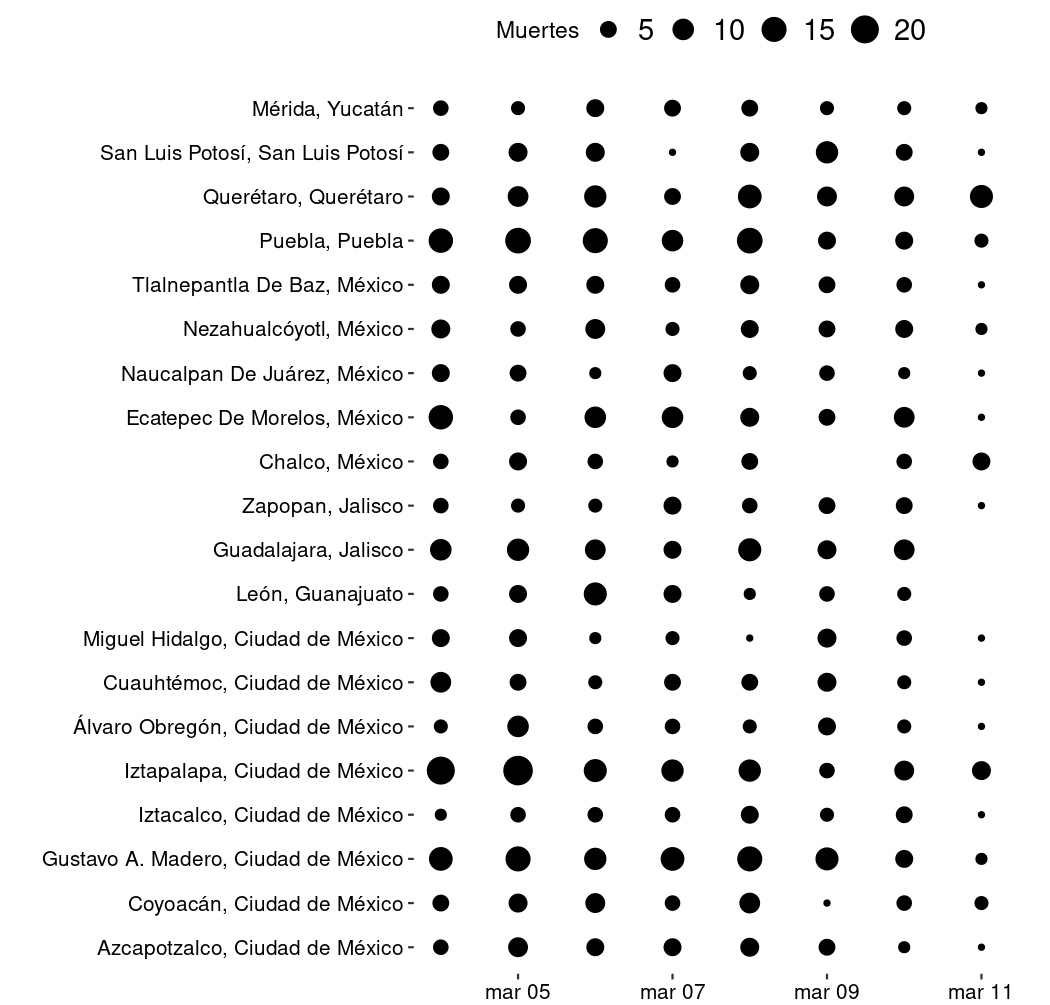 Muertes 5 10 15 20
Mérida, Yucatán
San Luis Potosí, San Luis Potosí
Querétaro, Querétaro
Puebla, Puebla
Tlalnepantla De Baz, México
Nezahualcóyotl, México
Naucalpan De Juárez, México
Ecatepec De Morelos, México
Chalco, México
Zapopan, Jalisco
Guadalajara, Jalisco
León, Guanajuato
Miguel Hidalgo, Ciudad de México
Cuauhtémoc, Ciudad de México
Álvaro Obregón, Ciudad de México
Iztapalapa, Ciudad de México
Iztacalco, Ciudad de México
Gustavo A. Madero, Ciudad de México
Coyoacán, Ciudad de México
Azcapotzalco, Ciudad de México
mar 05 mar 07 mar 09 mar 11